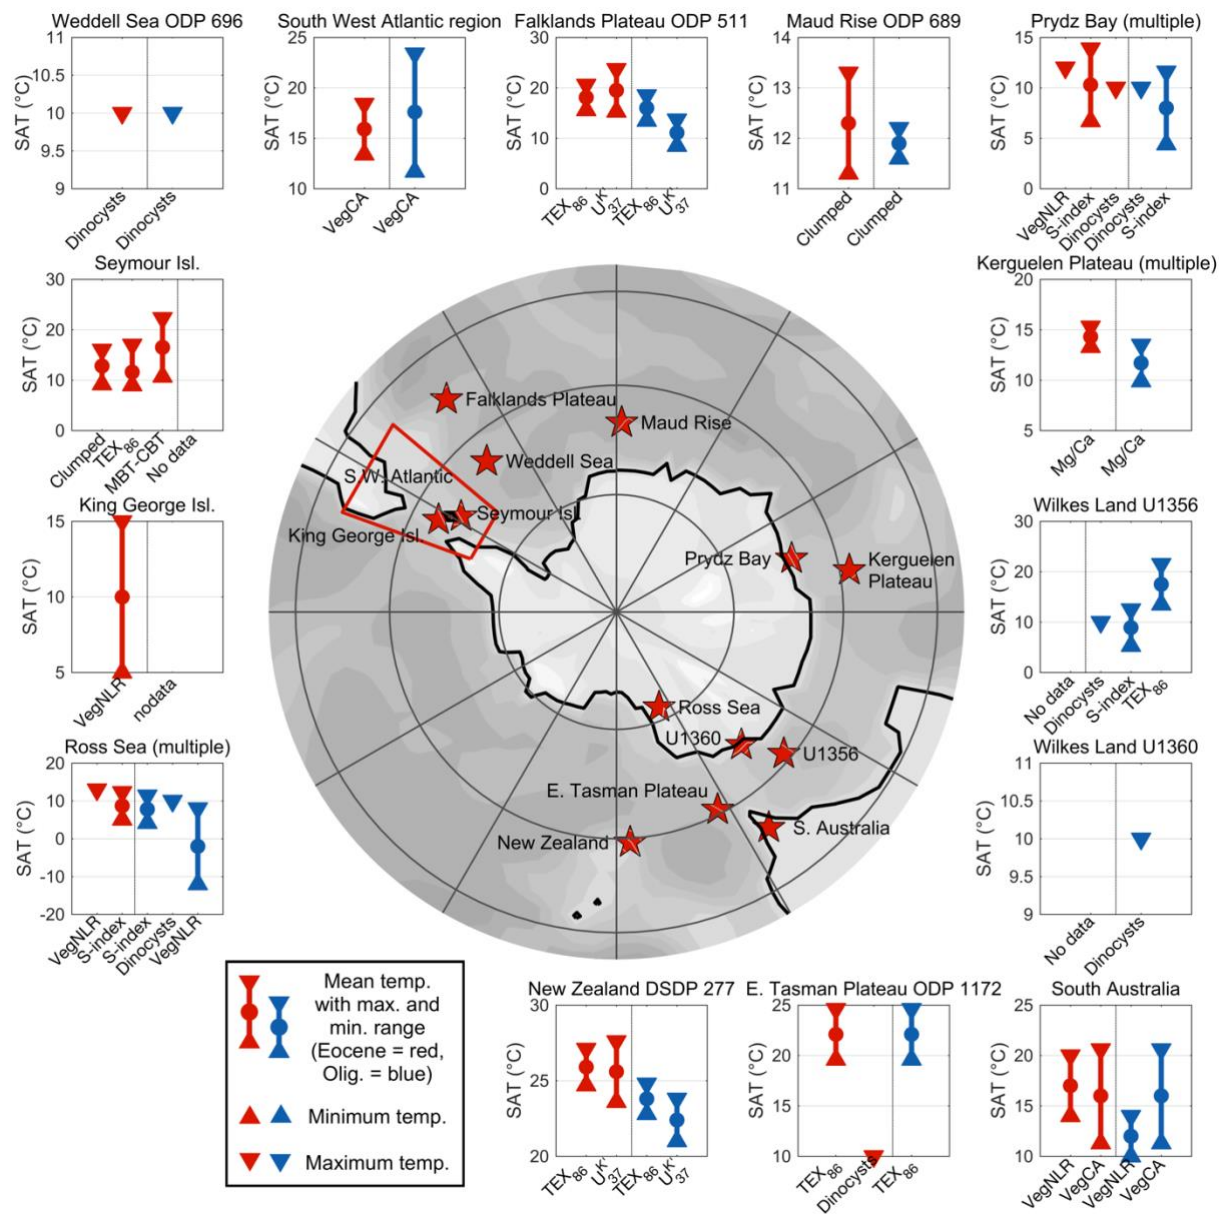 Weddell Sea ODP 696
SAT (°C)
11
10.5
10
9.5
9
Dinocysts
Dinocysts
South West Atlantic region
SAT (°C)
25
20
15
10
VegCA
VegCA
Falklands Plateau ODP 511
SAT (°C)
30
20
10
0
TEX86
UK'37
TEX86
UK'37
Maud Rise ODP 689
SAT (°C)
14
13
12
11
Clumped
Clumped
Prydz Bay (multiple)
SAT (°C)
15
10
5
0
VegNLR
S-index
Dinocysts
Dinocysts
S-index
Seymour Isl.
SAT (°C)
30
20
10
0
Clumped
TEX86
MBT-CBT
No data
Kerguelen Plateau (multiple)
SAT (°C)
20
15
10
5
Mg/Ca
Mg/Ca
King George Isl.
SAT (°C)
15
10
5
VegNLR
nodata
Wilkes Land U1356
SAT (°C)
30
20
10
0
No data
Dinocysts
S-index
TEX86
Ross Sea (multiple)
SAT (°C)
20
10
0
-10
-20
VegNLR
S-index
S-index
Dinocysts
VegNLR
Wilkes Land U1360
SAT (°C)
11
10.5
10
9.5
9
No data
Dinocysts
Falklands Plateau
Maud Rise
Weddell Sea
S.W. Atlantic
Seymour Isl.
King George Isl.
Prydz Bay
Kerguelen
Plateau
Ross Sea
U1360
U1356
E. Tasman Plateau
S. Australia
New Zealand
Mean temp.
with max. and
min. range
(Eocene = red,
Olig. = blue)
Minimum temp.
Maximum temp.
New Zealand DSDP 277
SAT (°C)
30
25
20
TEX86
UK'37
TEX86
UK'37
E. Tasman Plateau ODP 1172
SAT (°C)
25
20
15
10
TEX86
Dinocysts
TEX86
South Australia
SAT (°C)
25
20
15
10
VegNLR
VegCA
VegNLR
VegCA